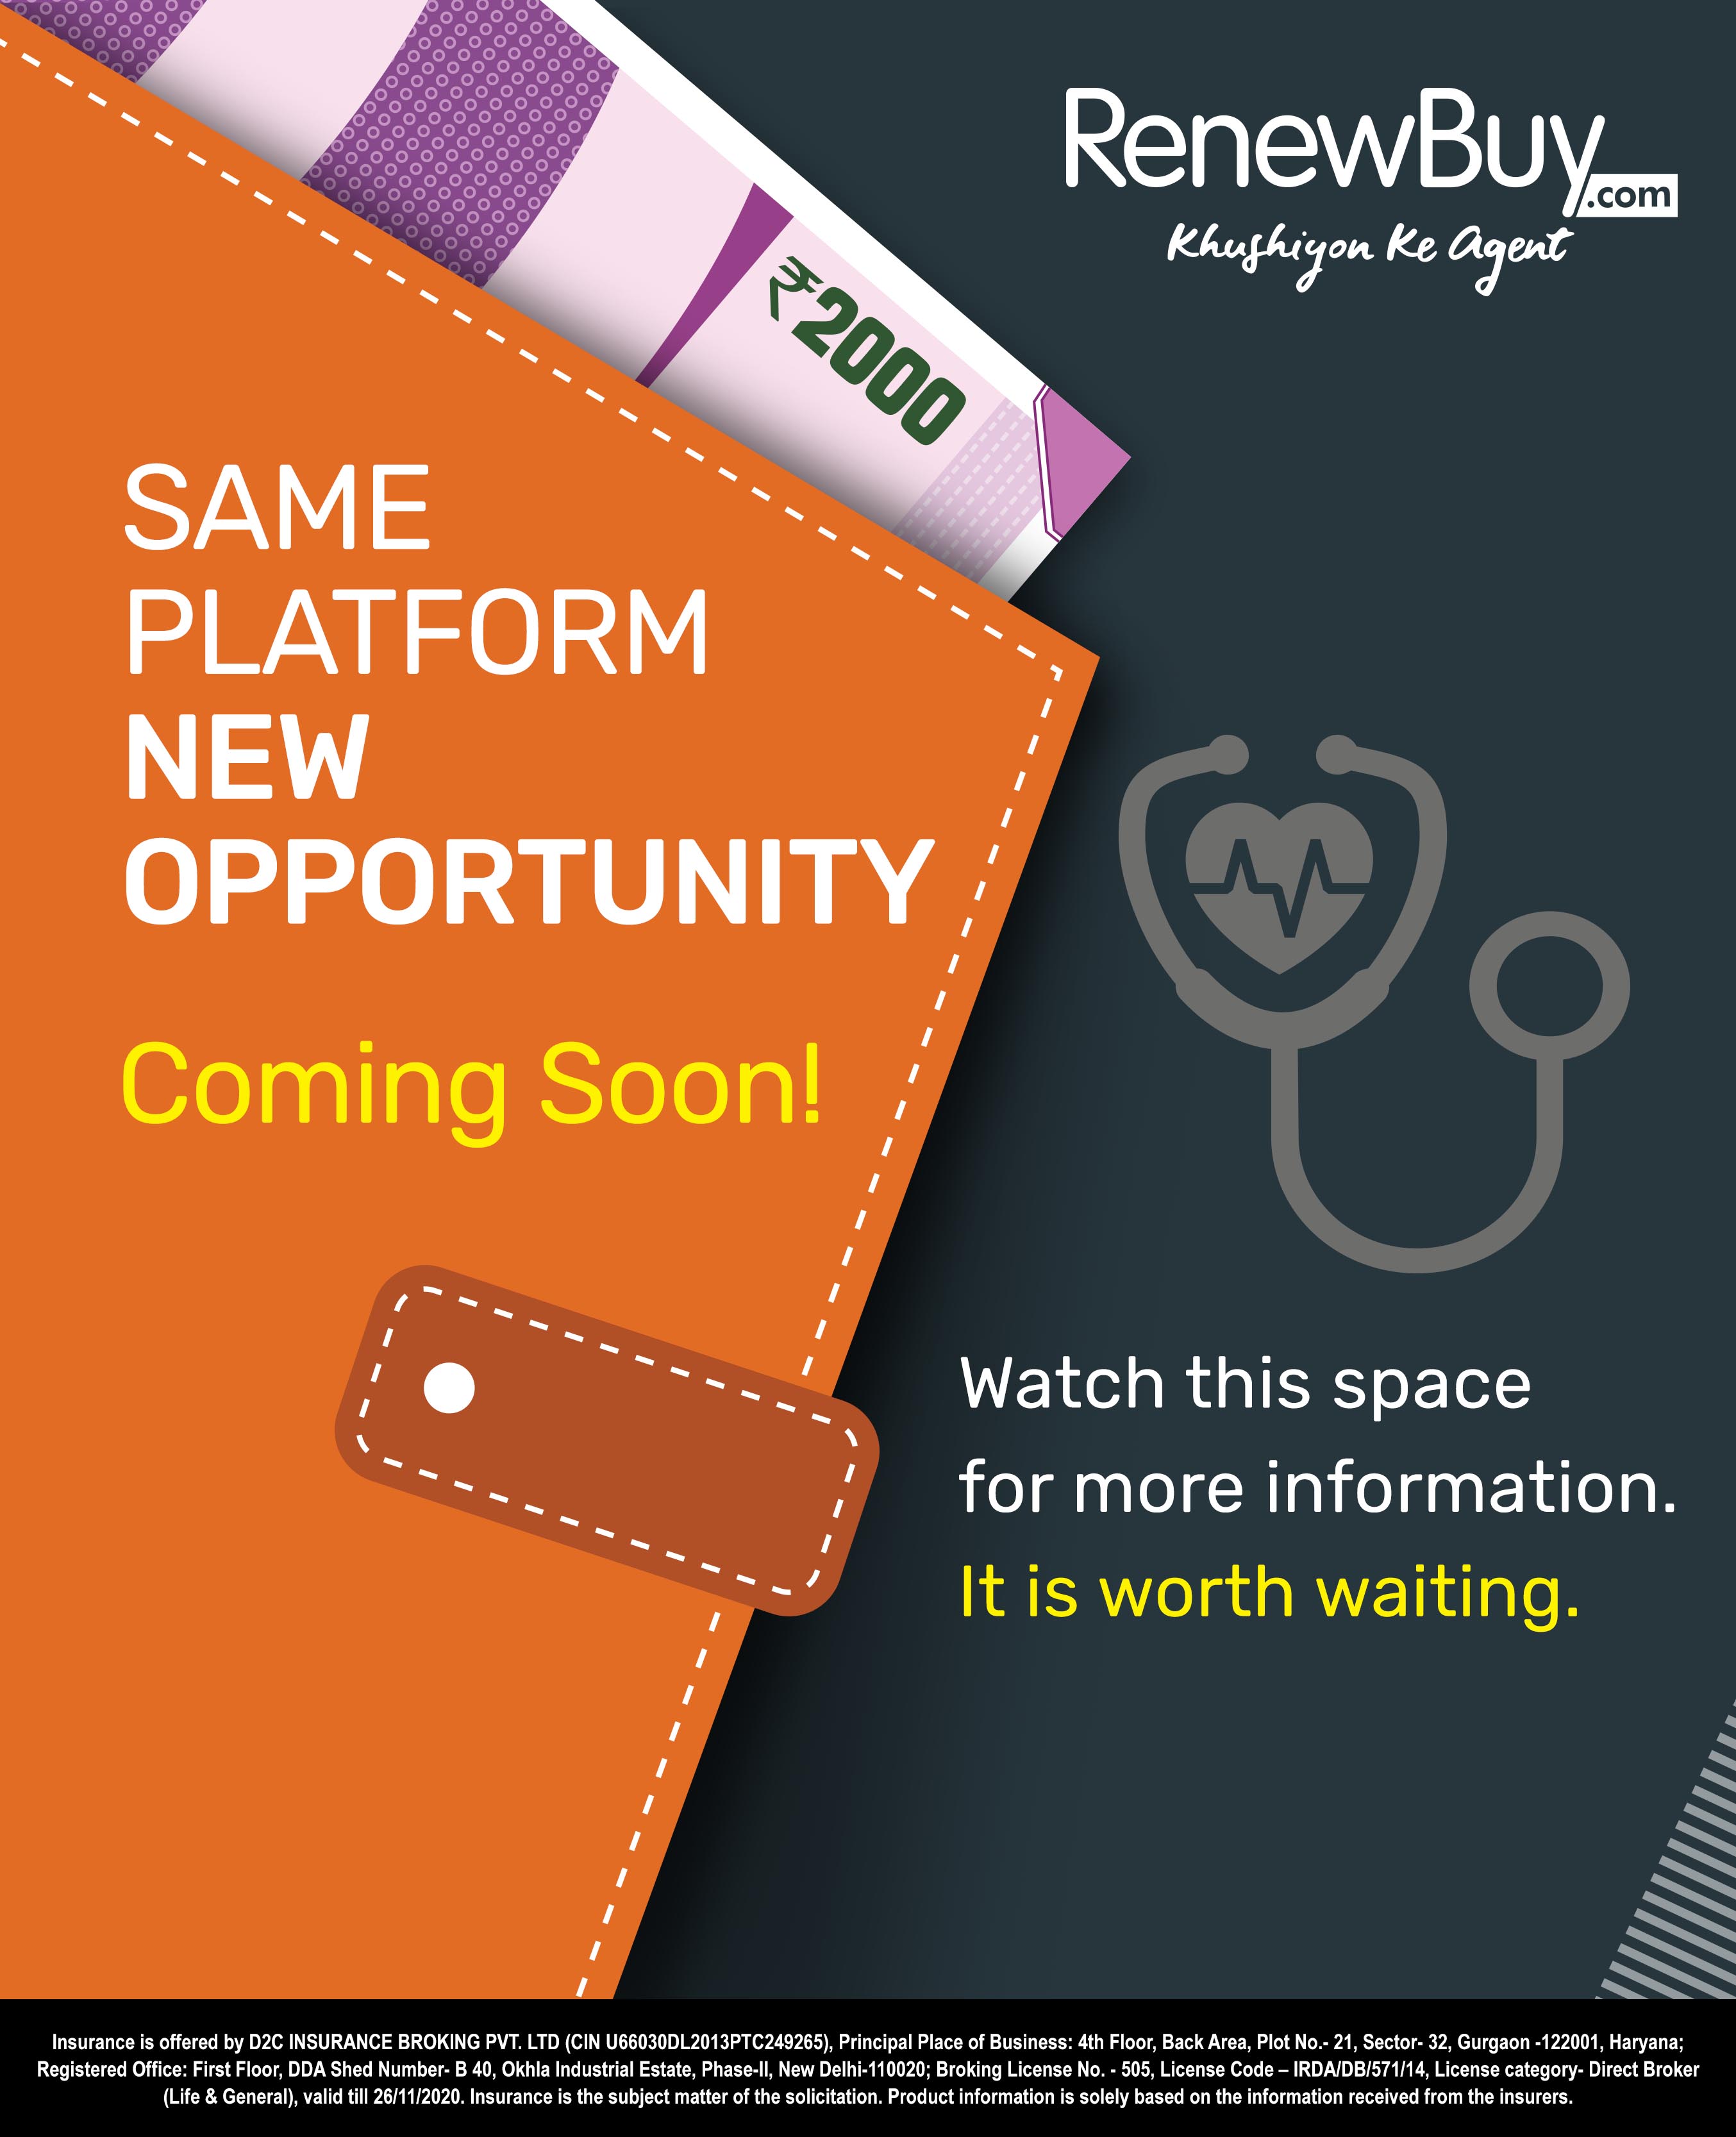 RenewBuy.com
Khushiyon Ke Agent
₹2000
SAME
PLATFORM
NEW
OPPORTUNITY
Coming Soon!
Watch this space
for more information.
It is worth waiting.
Insurance is offered by D2C INSURANCE BROKING PVT. LTD (CIN U66030DL2013PTC249265), Principal Place of Business: 4th Floor, Back Area, Plot No.- 21, Sector- 32, Gurgaon -122001, Haryana;
Registered Office: First Floor, DDA Shed Number- B 40, Okhla Industrial Estate, Phase-II, New Delhi-110020; Broking License No. - 505, License Code – IRDA/DB/571/14, License category- Direct Broker
(Life & General), valid till 26/11/2020. Insurance is the subject matter of the solicitation. Product information is solely based on the information received from the insurers.